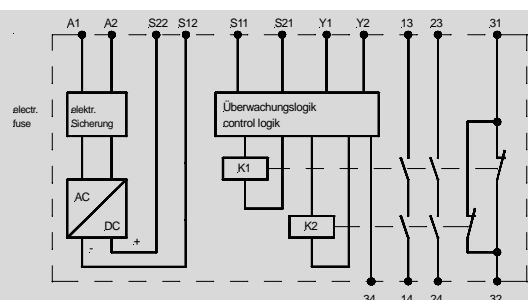 A1 A2 S22 S12 S11 S21 Y1 Y2 13 23 31
electr.
fuse
elektr.
Sicherung
Überwachungslogik
control logik
K1
AC
DC
K2
- +
34 14 24 32